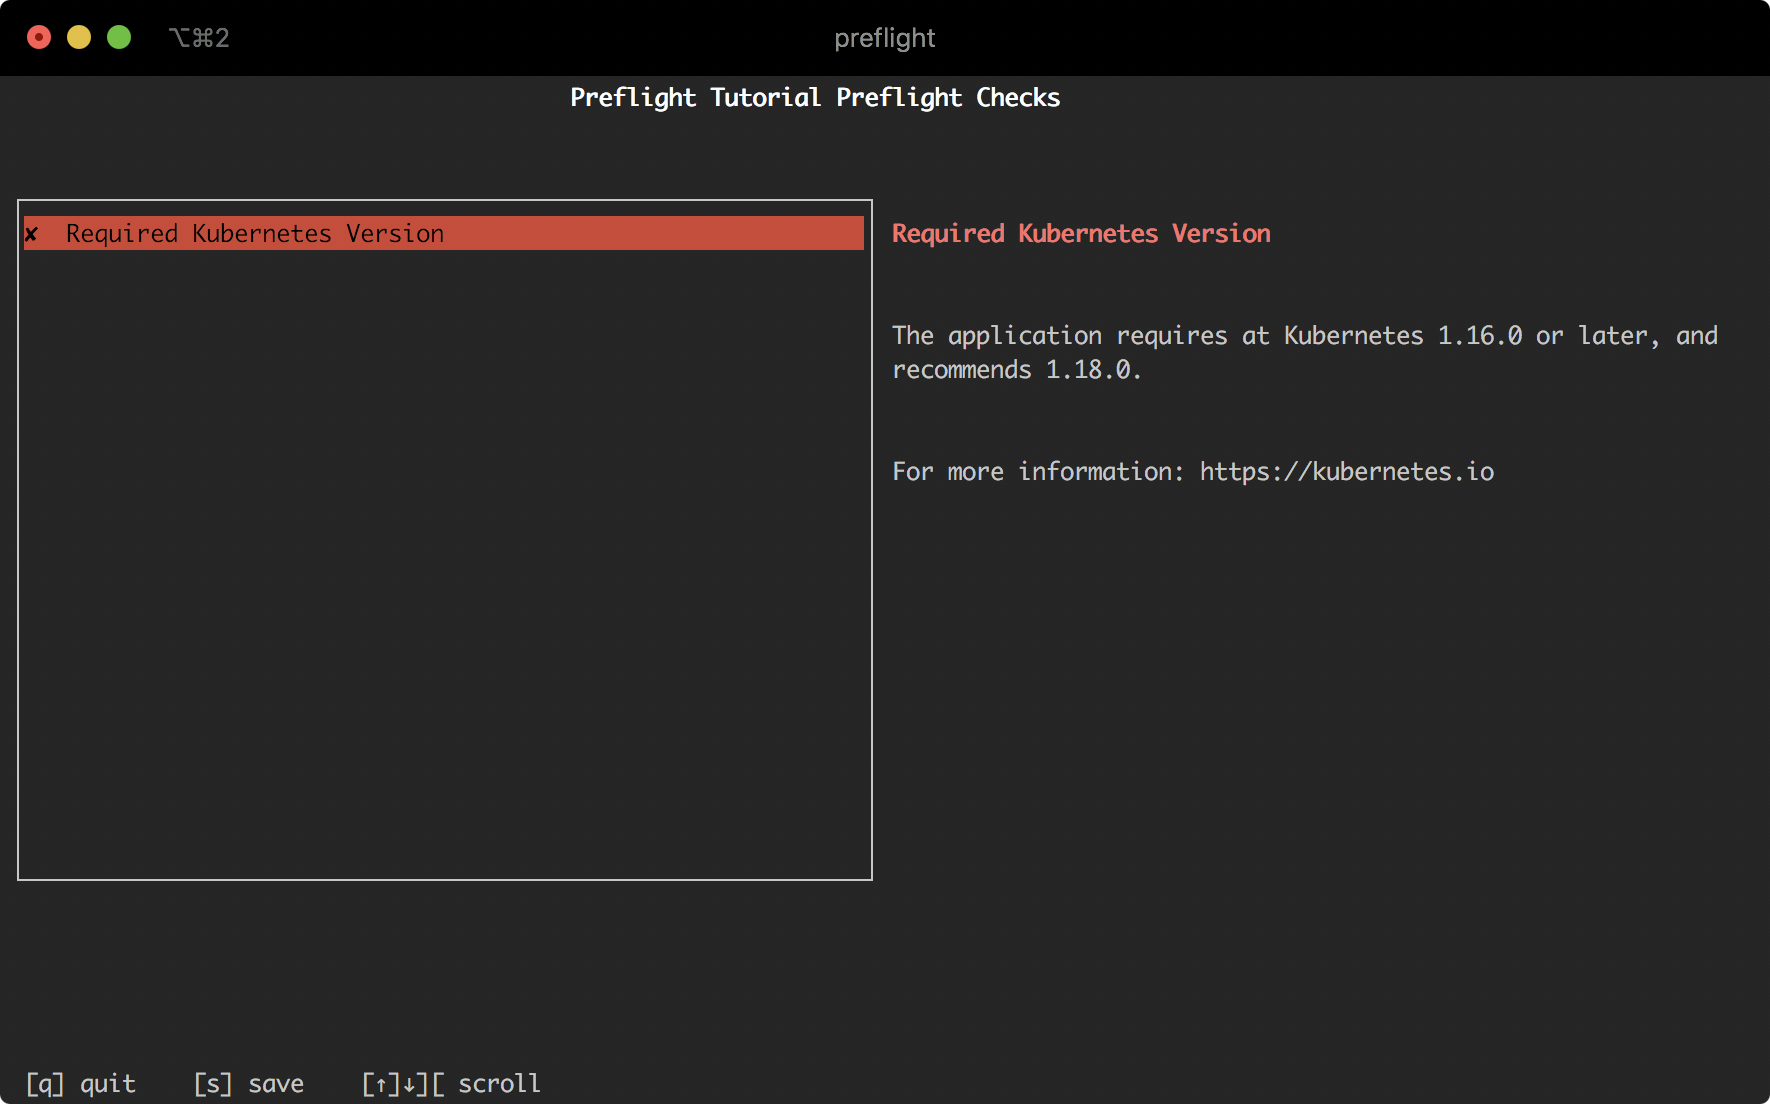 ⌥⌘2
preflight
Preflight Tutorial Preflight Checks
✘ Required Kubernetes Version
Required Kubernetes Version
The application requires at Kubernetes 1.16.0 or later, and
recommends 1.18.0.
For more information: https://kubernetes.io
[q] quit    [s] save    [↑]↓][ scroll